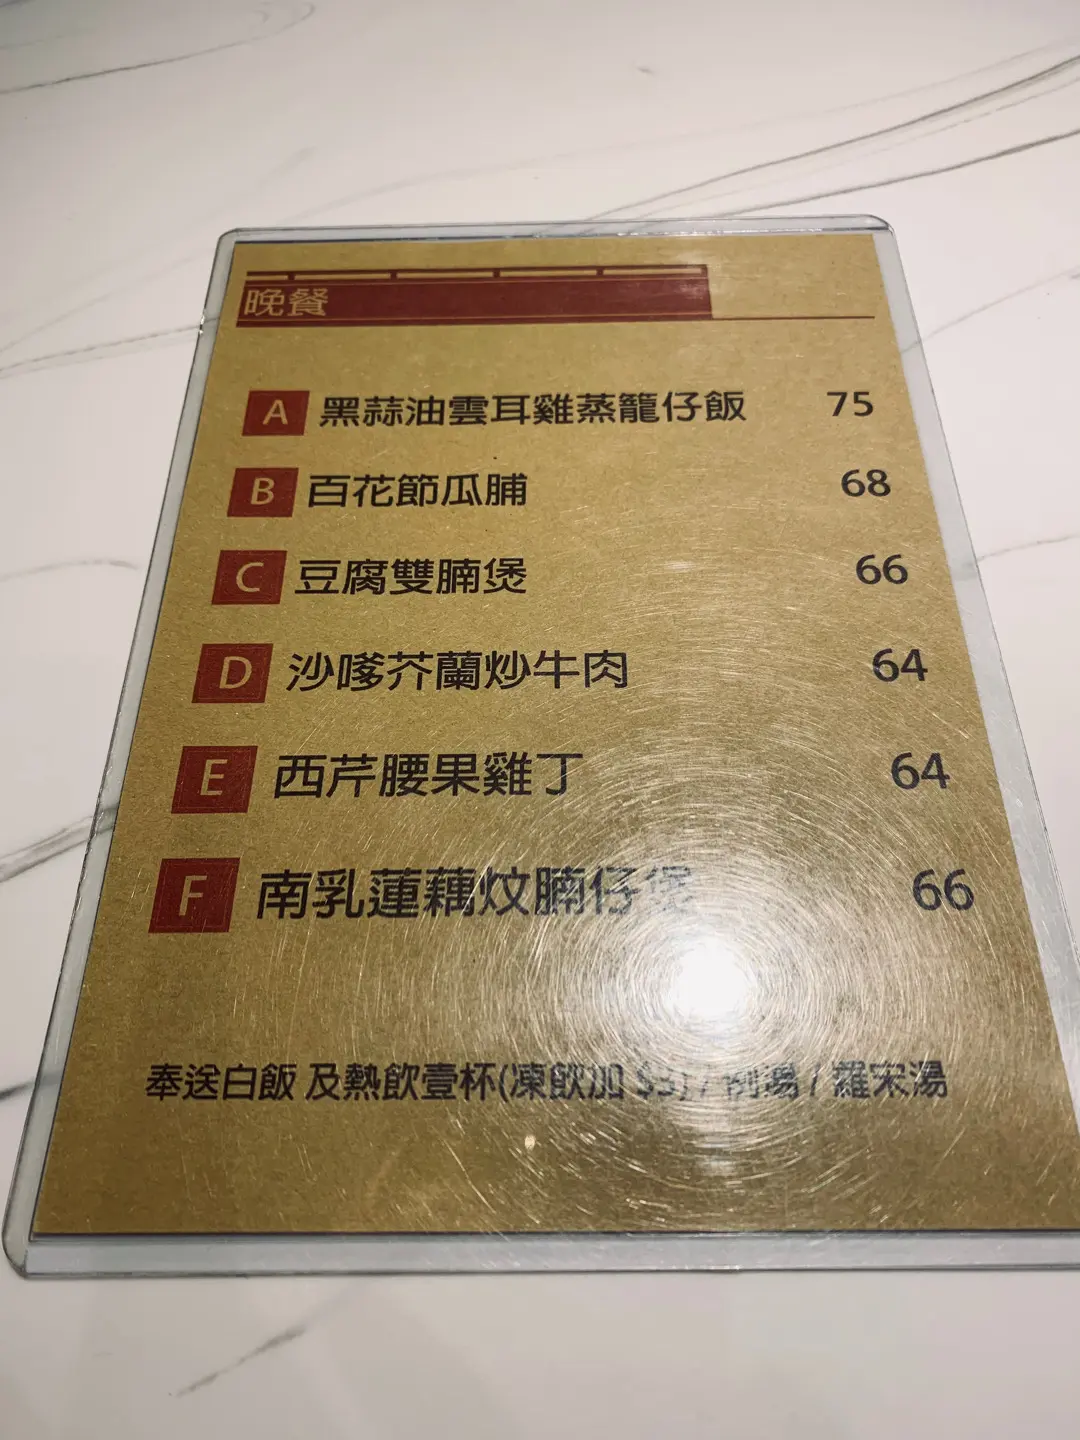 晚餐
A 黑蒜油雲耳雞蒸籠仔飯 75
B 百花節瓜脯 68
C 豆腐雙腩煲 66
D 沙嗲芥蘭炒牛肉 64
E 西芹腰果雞丁 64
F 南乳蓮藕炆腩仔煲 66
奉送白飯 及熱飲壹杯(凍飲加 $3) / 例湯 / 羅宋湯